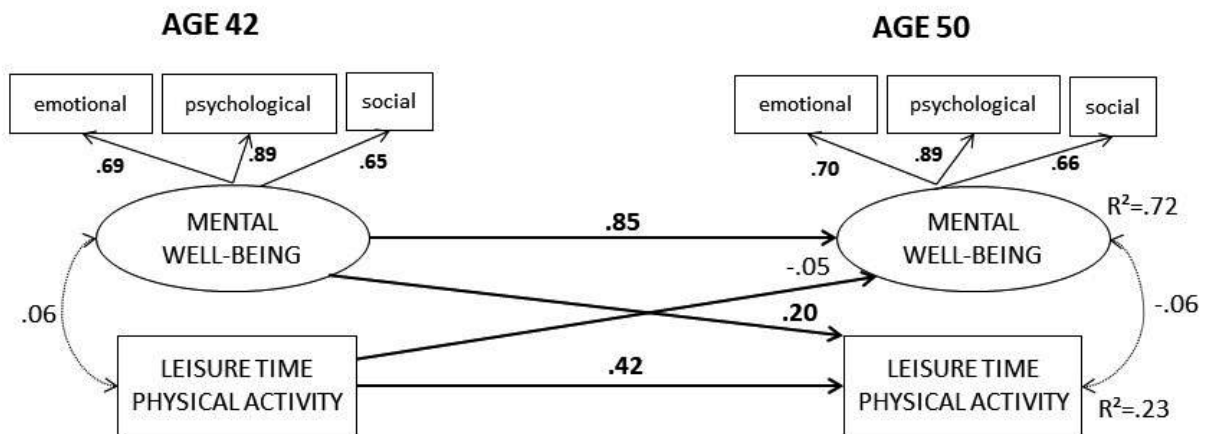 AGE 42
AGE 50
emotional
psychological
social
emotional
psychological
social
.69
.89
.65
.70
.89
.66
MENTAL
WELL-BEING
.85
MENTAL
WELL-BEING
R²=.72
-.05
.06
.20
-.06
LEISURE TIME
PHYSICAL ACTIVITY
.42
LEISURE TIME
PHYSICAL ACTIVITY
R²=.23